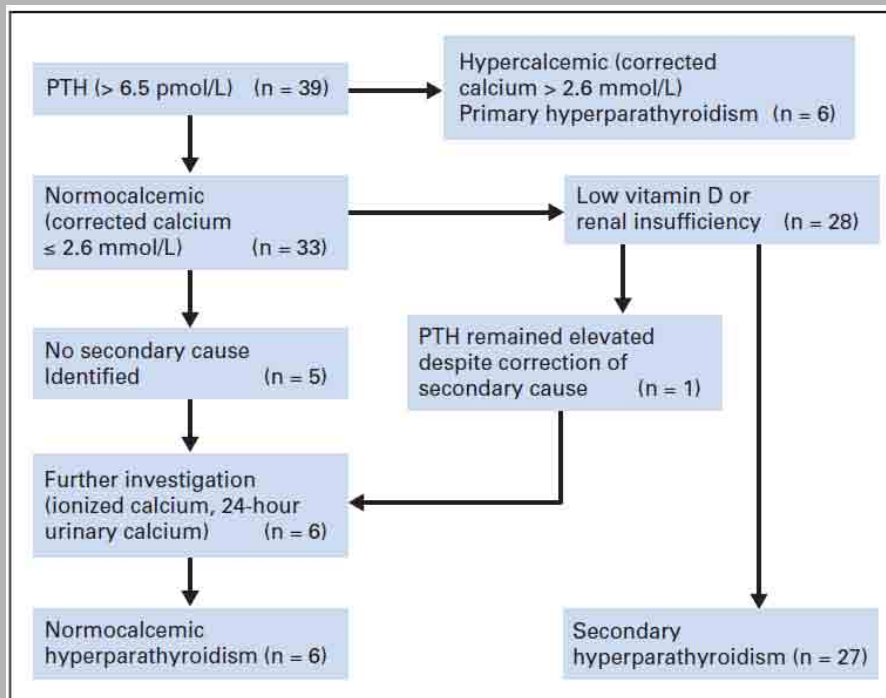 PTH (> 6.5 pmol/L) (n = 39)
Hypercalcemic (corrected
calcium > 2.6 mmol/L)
Primary hyperparathyroidism (n = 6)
Normocalcemic
(corrected calcium
≤ 2.6 mmol/L) (n = 33)
Low vitamin D or
renal insufficiency (n = 28)
No secondary cause
Identified (n = 5)
PTH remained elevated
despite correction of
secondary cause (n = 1)
Further investigation
(ionized calcium, 24-hour
urinary calcium) (n = 6)
Normocalcemic
hyperparathyroidism (n = 6)
Secondary
hyperparathyroidism (n = 27)